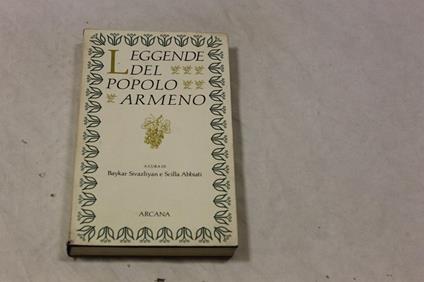 LEGGENDE
DEL
POPOLO
ARMENO
A CURA DI
Baykar Sivazliyan e Scilla Abbiati
ARCANA